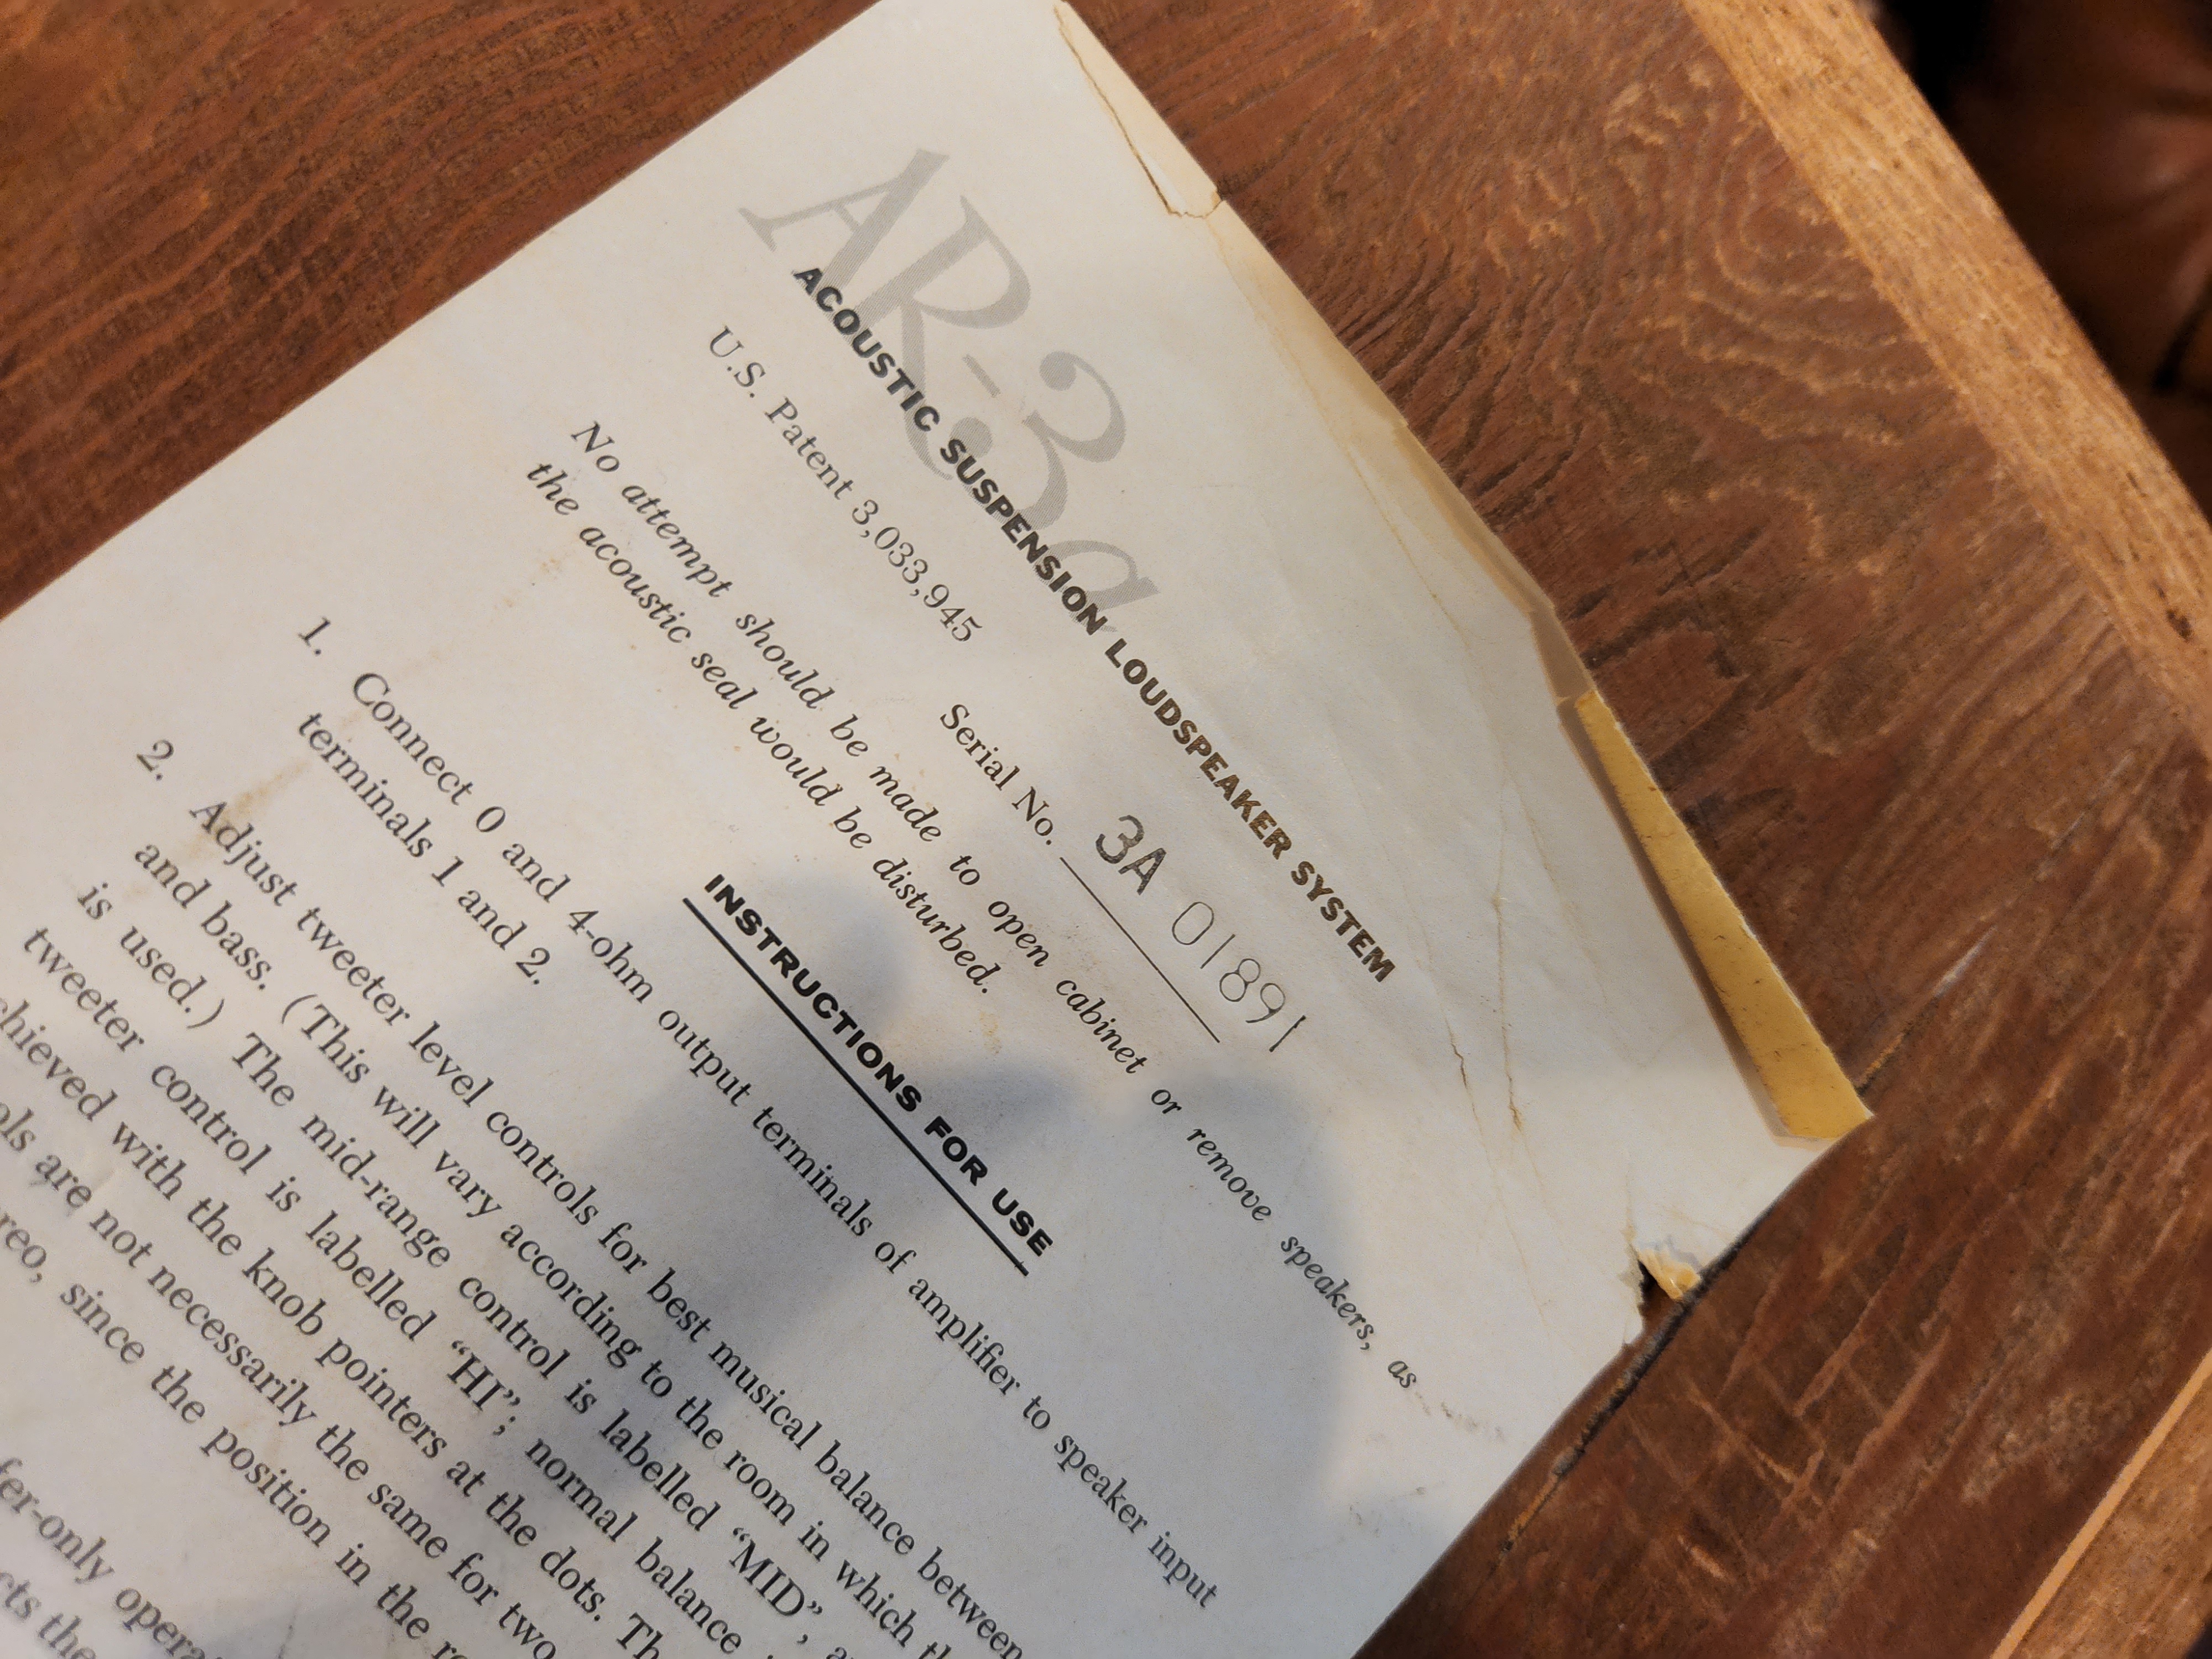 AR-3a
ACOUSTIC SUSPENSION LOUDSPEAKER SYSTEM
U.S. Patent 3,033,945 Serial No. 3A 01891
No attempt should be made to open cabinet or remove speakers, as
the acoustic seal would be disturbed.
INSTRUCTIONS FOR USE
1. Connect 0 and 4-ohm output terminals of amplifier to speaker input
terminals 1 and 2.
2. Adjust tweeter level controls for best musical balance between
and bass. (This will vary according to the room in which
is used.) The mid-range control is labelled “MID”,
tweeter control is labelled “HI”; normal balance
with the knob pointers at the dots.
are not necessarily the same for two
since the position in the